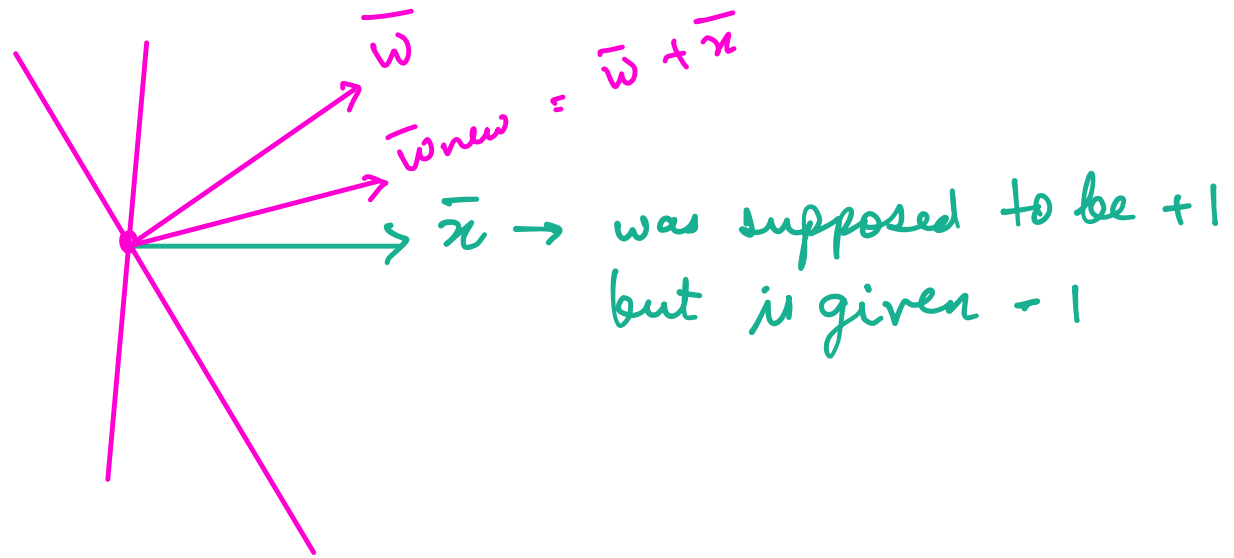 w̅
w̅new = w̅ + x̅
x̅ → was supposed to be +1
but is given -1